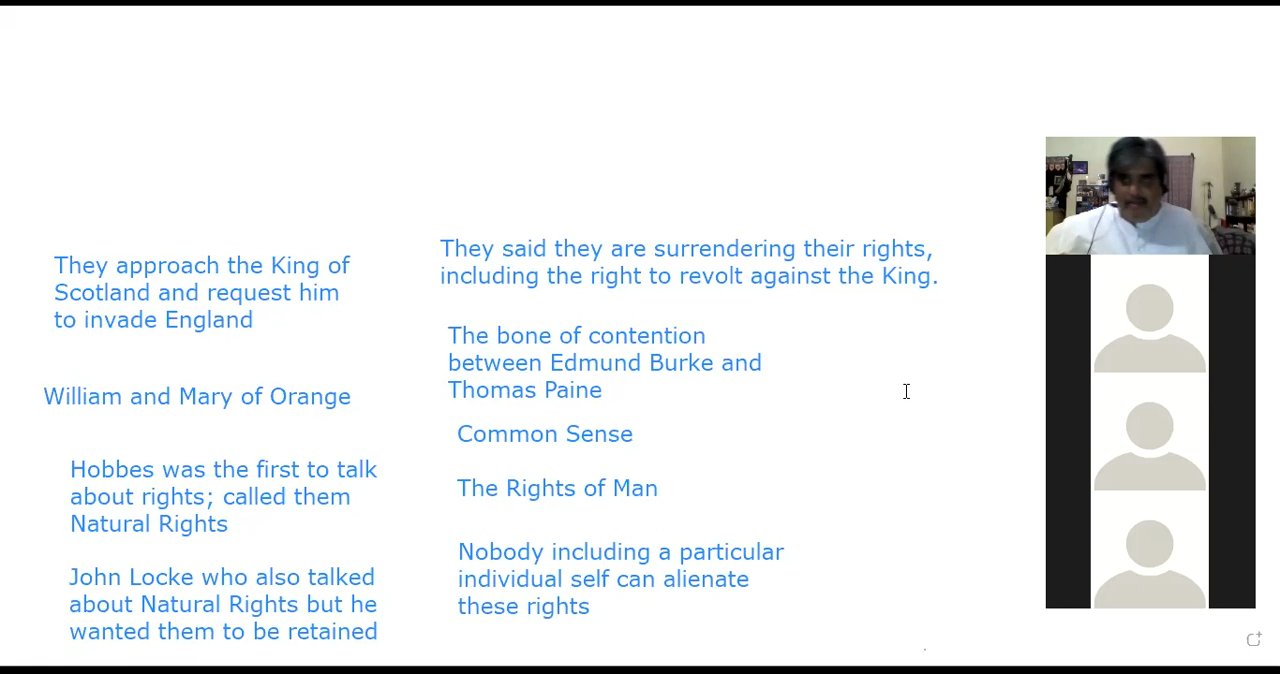 They approach the King of
Scotland and request him
to invade England
William and Mary of Orange
Hobbes was the first to talk
about rights; called them
Natural Rights
John Locke who also talked
about Natural Rights but he
wanted them to be retained
They said they are surrendering their rights,
including the right to revolt against the King.
The bone of contention
between Edmund Burke and
Thomas Paine
Common Sense
The Rights of Man
Nobody including a particular
individual self can alienate
these rights